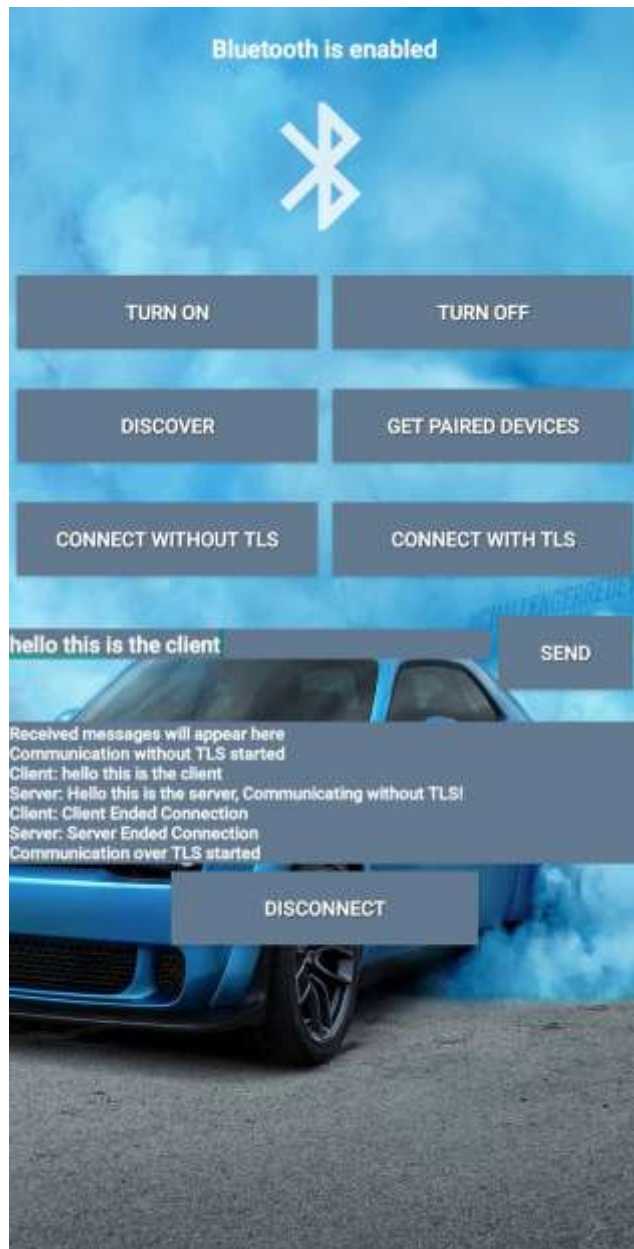 Bluetooth is enabled
TURN ON
TURN OFF
DISCOVER
GET PAIRED DEVICES
CONNECT WITHOUT TLS
CONNECT WITH TLS
hello this is the client
SEND
Received messages will appear here
Communication without TLS started
Client: hello this is the client
Server: Hello this is the server, Communicating without TLS!
Client: Client Ended Connection
Server: Server Ended Connection
Communication over TLS started
DISCONNECT